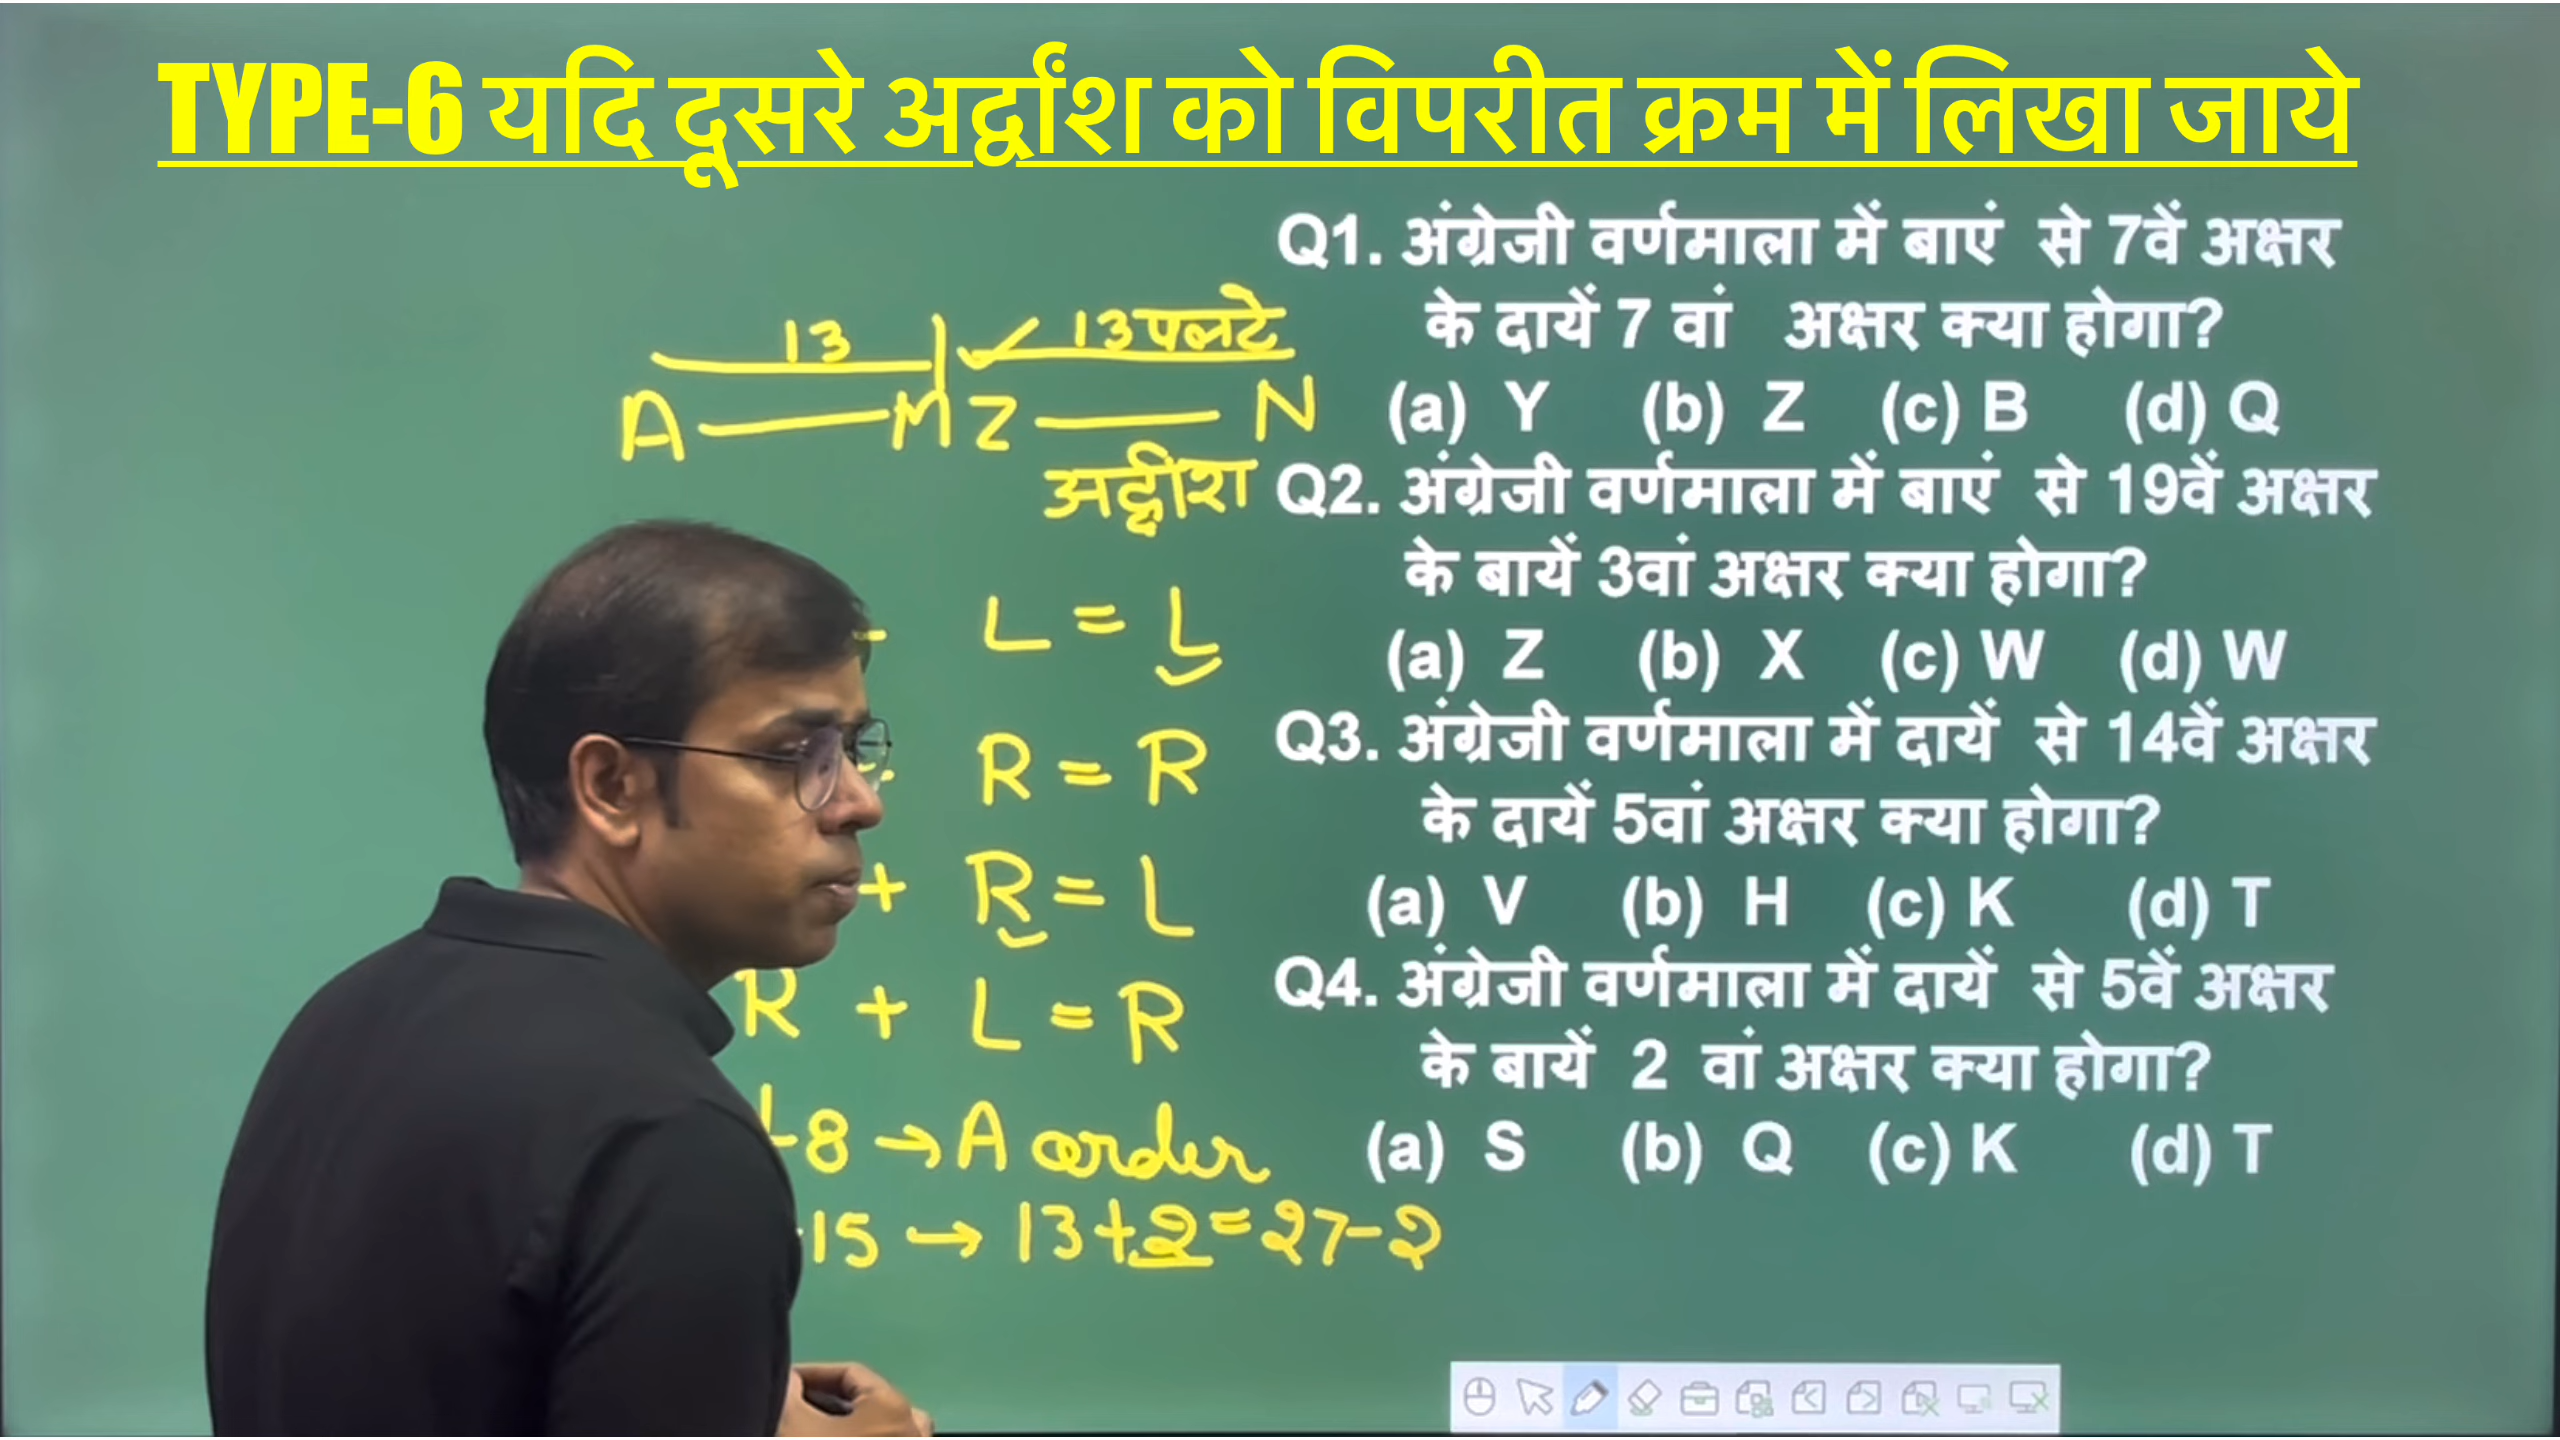 TYPE-6 यदि दूसरे अर्द्धांश को विपरीत क्रम में लिखा जाये
13 13पलटे
A M Z N
अर्द्धांश
- L = L
R = R
+ R = L
R + L = R
8 → A order
15 → 13+2=27-2
Q1. अंग्रेजी वर्णमाला में बाएं से 7वें अक्षर
के दायें 7 वां अक्षर क्या होगा?
(a) Y (b) Z (c) B (d) Q
Q2. अंग्रेजी वर्णमाला में बाएं से 19वें अक्षर
के बायें 3वां अक्षर क्या होगा?
(a) Z (b) X (c) W (d) W
Q3. अंग्रेजी वर्णमाला में दायें से 14वें अक्षर
के दायें 5वां अक्षर क्या होगा?
(a) V (b) H (c) K (d) T
Q4. अंग्रेजी वर्णमाला में दायें से 5वें अक्षर
के बायें 2 वां अक्षर क्या होगा?
(a) S (b) Q (c) K (d) T